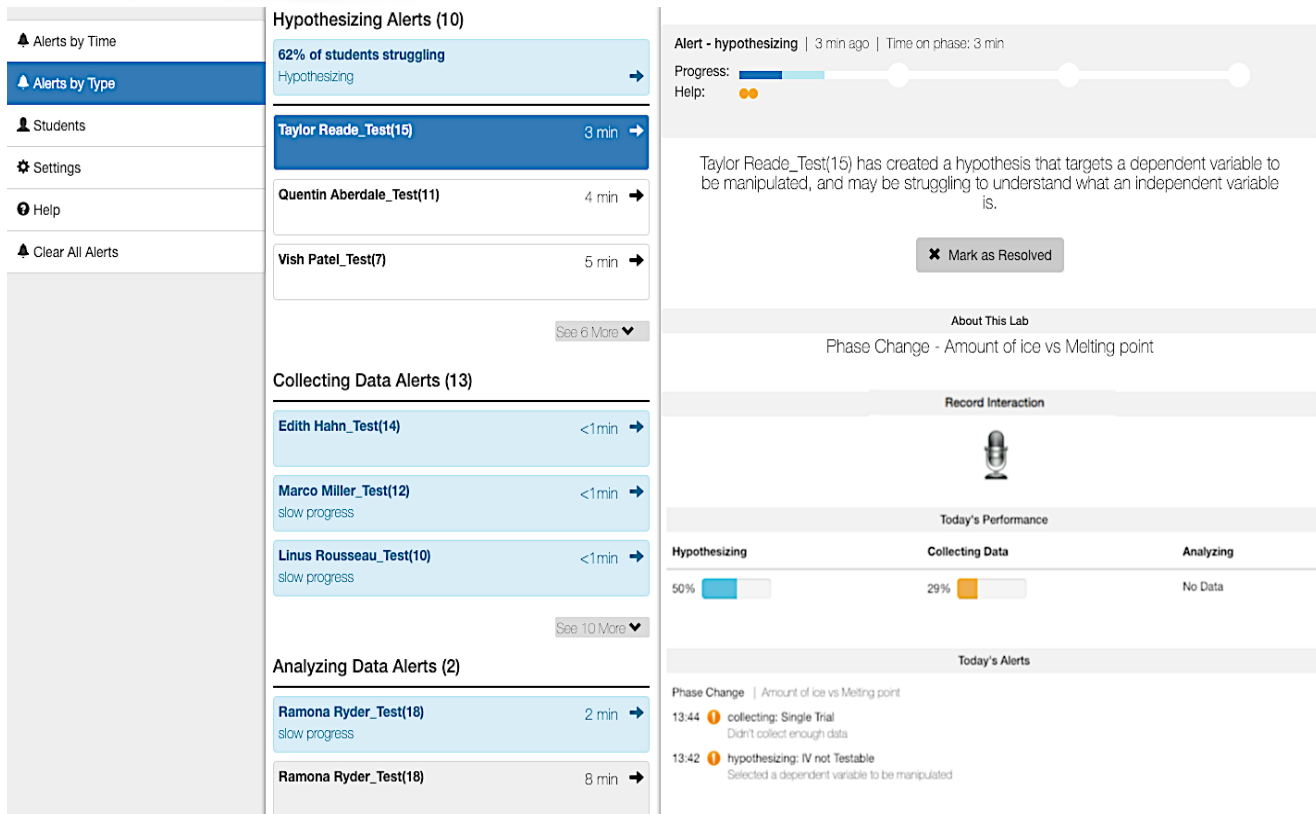 Alerts by Time
Alerts by Type
Students
Settings
Help
Clear All Alerts
Hypothesizing Alerts (10)
62% of students struggling
Hypothesizing
Taylor Reade_Test(15) 3 min
Quentin Aberdale_Test(11) 4 min
Vish Patel_Test(7) 5 min
See 6 More
Collecting Data Alerts (13)
Edith Hahn_Test(14) <1min
Marco Miller_Test(12) <1min
slow progress
Linus Rousseau_Test(10) <1min
slow progress
See 10 More
Analyzing Data Alerts (2)
Ramona Ryder_Test(18) 2 min
slow progress
Ramona Ryder_Test(18) 8 min
Alert - hypothesizing | 3 min ago | Time on phase: 3 min
Progress:
Help:
Taylor Reade_Test(15) has created a hypothesis that targets a dependent variable to
be manipulated, and may be struggling to understand what an independent variable
is.
Mark as Resolved
About This Lab
Phase Change - Amount of ice vs Melting point
Record Interaction
Today's Performance
Hypothesizing Collecting Data Analyzing
50% 29% No Data
Today's Alerts
Phase Change | Amount of ice vs Melting point
13:44 collecting: Single Trial
Didn't collect enough data
13:42 hypothesizing: IV not Testable
Selected a dependent variable to be manipulated